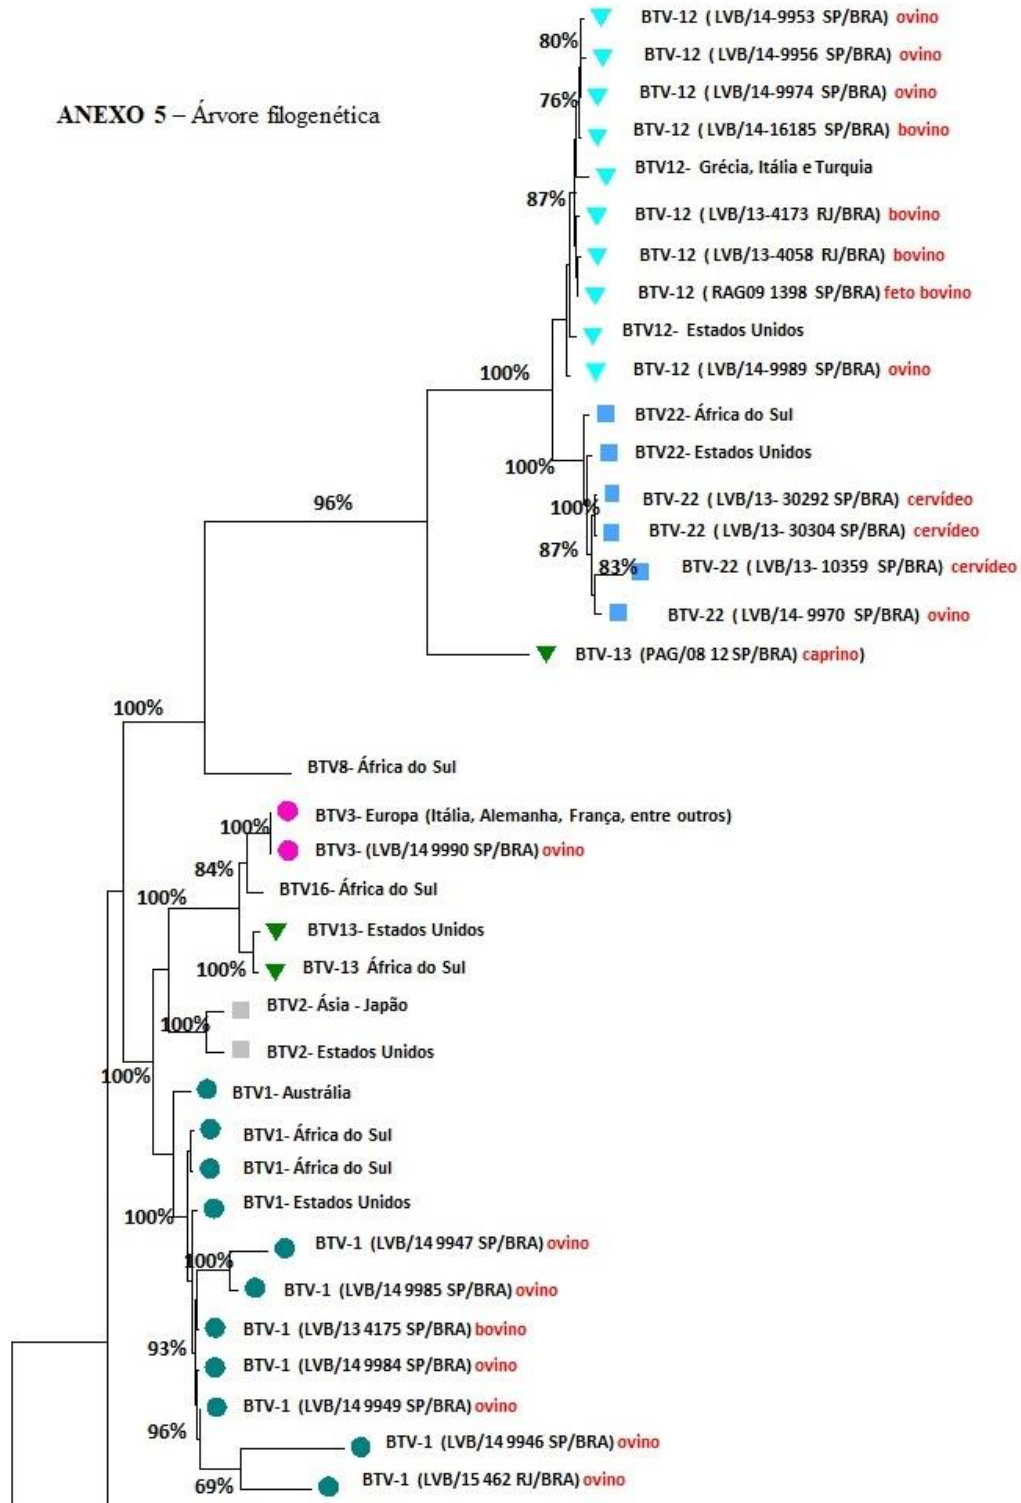 BTV-12 ( LVB/14-9953 SP/BRA) ovino
80%
BTV-12 ( LVB/14-9956 SP/BRA) ovino
BTV-12 ( LVB/14-9974 SP/BRA) ovino
76%
ANEXO 5 – Árvore filogenética
BTV-12 ( LVB/14-16185 SP/BRA) bovino
BTV12- Grécia, Itália e Turquia
87%
BTV-12 ( LVB/13-4173 RJ/BRA) bovino
BTV-12 ( LVB/13-4058 RJ/BRA) bovino
BTV-12 ( RAG09 1398 SP/BRA) feto bovino
BTV12- Estados Unidos
BTV-12 ( LVB/14-9989 SP/BRA) ovino
100%
BTV22- África do Sul
BTV22- Estados Unidos
100%
BTV-22 ( LVB/13- 30292 SP/BRA) cervídeo
100%
96%
BTV-22 ( LVB/13- 30304 SP/BRA) cervídeo
87%
83%
BTV-22 ( LVB/13- 10359 SP/BRA) cervídeo
BTV-22 ( LVB/14- 9970 SP/BRA) ovino
BTV-13 (PAG/08 12 SP/BRA) caprino)
100%
BTV8- África do Sul
BTV3- Europa (Itália, Alemanha, França, entre outros)
100%
BTV3- (LVB/14 9990 SP/BRA) ovino
84%
BTV16- África do Sul
100%
BTV13- Estados Unidos
BTV-13 África do Sul
100%
BTV2- Ásia - Japão
100%
BTV2- Estados Unidos
100%
BTV1- Austrália
BTV1- África do Sul
BTV1- África do Sul
BTV1- Estados Unidos
100%
BTV-1 (LVB/14 9947 SP/BRA) ovino
100%
BTV-1 (LVB/14 9985 SP/BRA) ovino
BTV-1 (LVB/13 4175 SP/BRA) bovino
93%
BTV-1 (LVB/14 9984 SP/BRA) ovino
BTV-1 (LVB/14 9949 SP/BRA) ovino
96%
BTV-1 (LVB/14 9946 SP/BRA) ovino
BTV-1 (LVB/15 462 RJ/BRA) ovino
69%